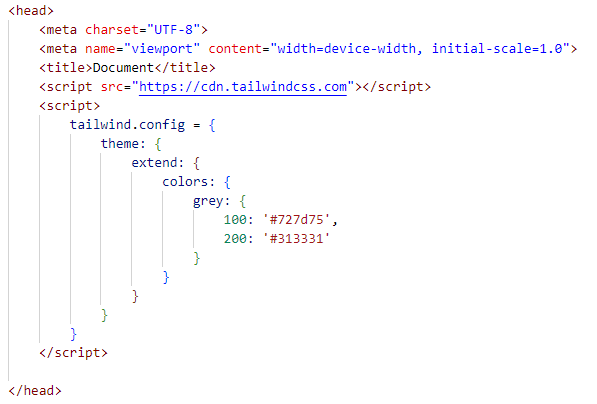 <head>
<meta charset="UTF-8">
<meta name="viewport" content="width=device-width, initial-scale=1.0">
<title>Document</title>
<script src="https://cdn.tailwindcss.com"></script>
<script>
tailwind.config = {
theme: {
extend: {
colors: {
grey: {
100: '#727d75',
200: '#313331'
}
}
}
}
}
</script>
</head>